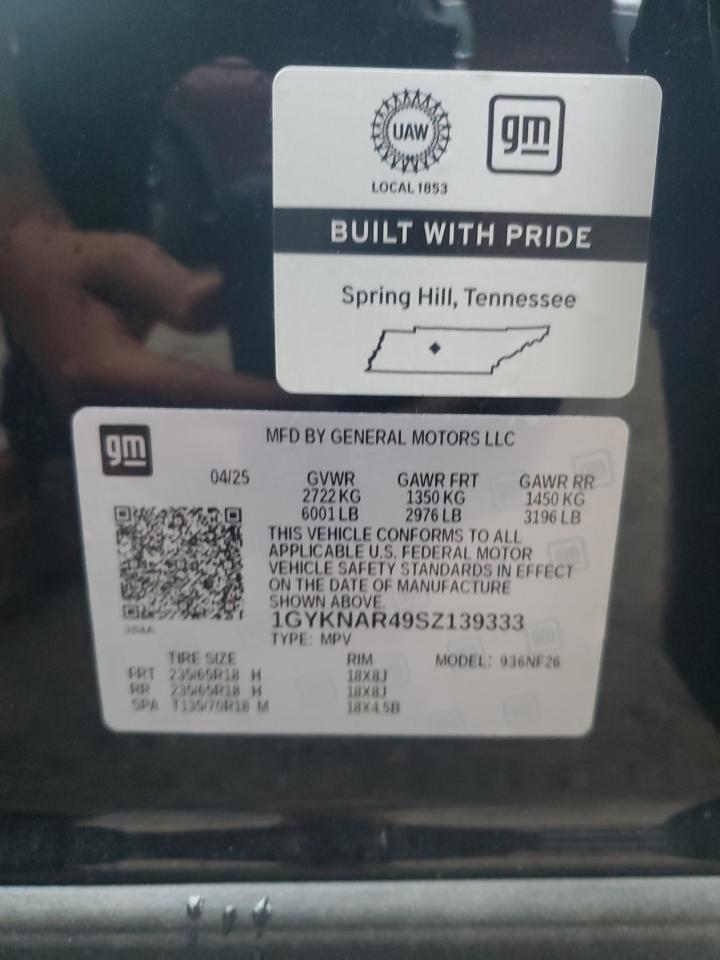 UAW
gm
LOCAL 1853
BUILT WITH PRIDE
Spring Hill, Tennessee
gm
MFD BY GENERAL MOTORS LLC
04/25 GVWR GAWR FRT GAWR RR
2722 KG 1350 KG 1450 KG
6001 LB 2976 LB 3196 LB
THIS VEHICLE CONFORMS TO ALL
APPLICABLE U.S. FEDERAL MOTOR
VEHICLE SAFETY STANDARDS IN EFFECT
ON THE DATE OF MANUFACTURE
SHOWN ABOVE.
1GYKNAR49SZ139333
TYPE: MPV
TIRE SIZE RIM MODEL: 936NF26
FRT 235/65R18 H 18X8J
RR 235/65R18 H 18X8J
SPA T135/70R18 M 18X4.5B